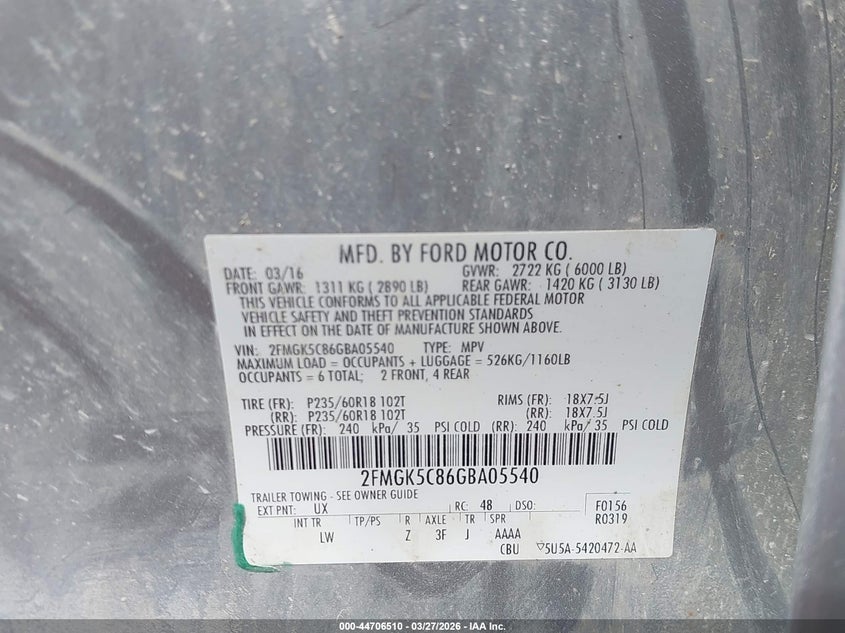 MFD. BY FORD MOTOR CO.
DATE: 03/16 GVWR: 2722 KG ( 6000 LB)
FRONT GAWR: 1311 KG ( 2890 LB) REAR GAWR: 1420 KG ( 3130 LB)
THIS VEHICLE CONFORMS TO ALL APPLICABLE FEDERAL MOTOR
VEHICLE SAFETY AND THEFT PREVENTION STANDARDS
IN EFFECT ON THE DATE OF MANUFACTURE SHOWN ABOVE.
VIN: 2FMGK5C86GBA05540 TYPE: MPV
MAXIMUM LOAD = OCCUPANTS + LUGGAGE = 526KG/1160LB
OCCUPANTS = 6 TOTAL; 2 FRONT, 4 REAR
TIRE (FR): P235/60R18 102T RIMS (FR): 18X7.5J
(RR): P235/60R18 102T (RR): 18X7.5J
PRESSURE (FR): 240 kPa/ 35 PSI COLD (RR): 240 kPa/ 35 PSI COLD
2FMGK5C86GBA05540
TRAILER TOWING - SEE OWNER GUIDE
EXT PNT: UX RC: 48 DSO: F0156
INT TR TP/PS R AXLE TR SPR R0319
LW Z 3F J AAAA
CBU ▽5U5A-5420472-AA
000-44706510 - 03/27/2026 - IAA Inc.